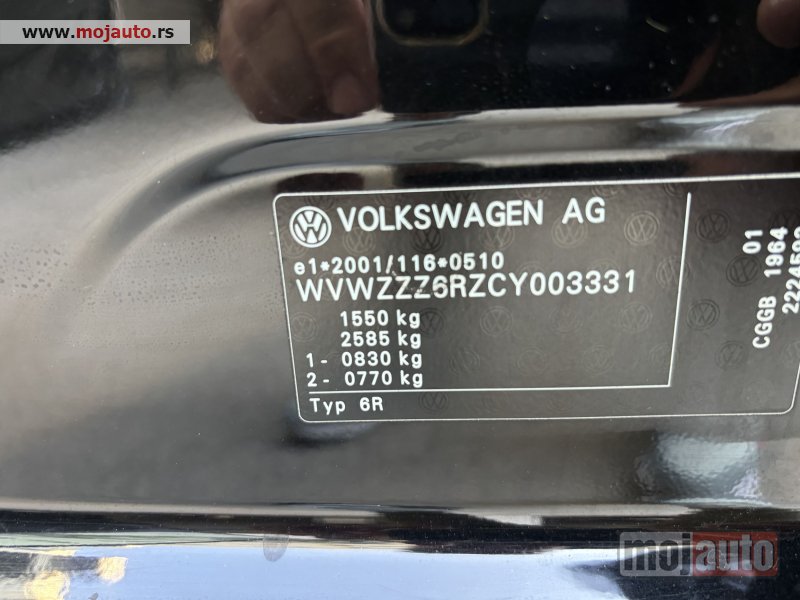 www.mojauto.rs
VOLKSWAGEN AG
e1*2001/116*0510
WVWZZZ6RZCY003331
1550 kg
2585 kg
1- 0830 kg
2- 0770 kg
Typ 6R
01
CGGB 1964
mojauto